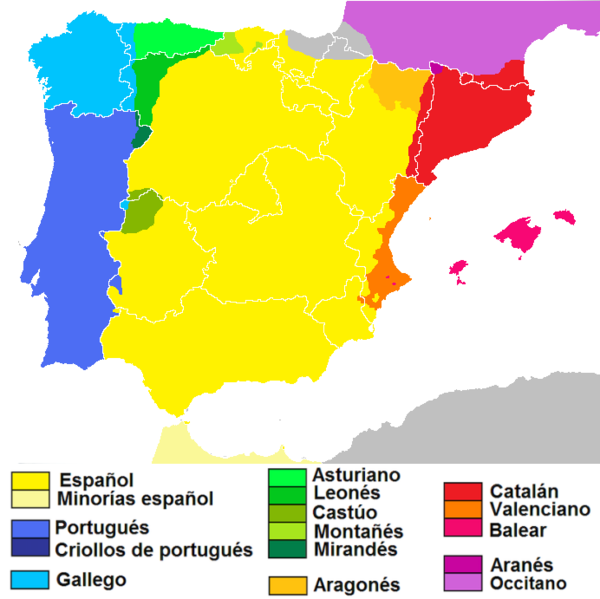 Español
Minorías español
Portugués
Criollos de portugués
Gallego
Asturiano
Leonés
Castúo
Montañés
Mirandés
Aragonés
Catalán
Valenciano
Balear
Aranés
Occitano